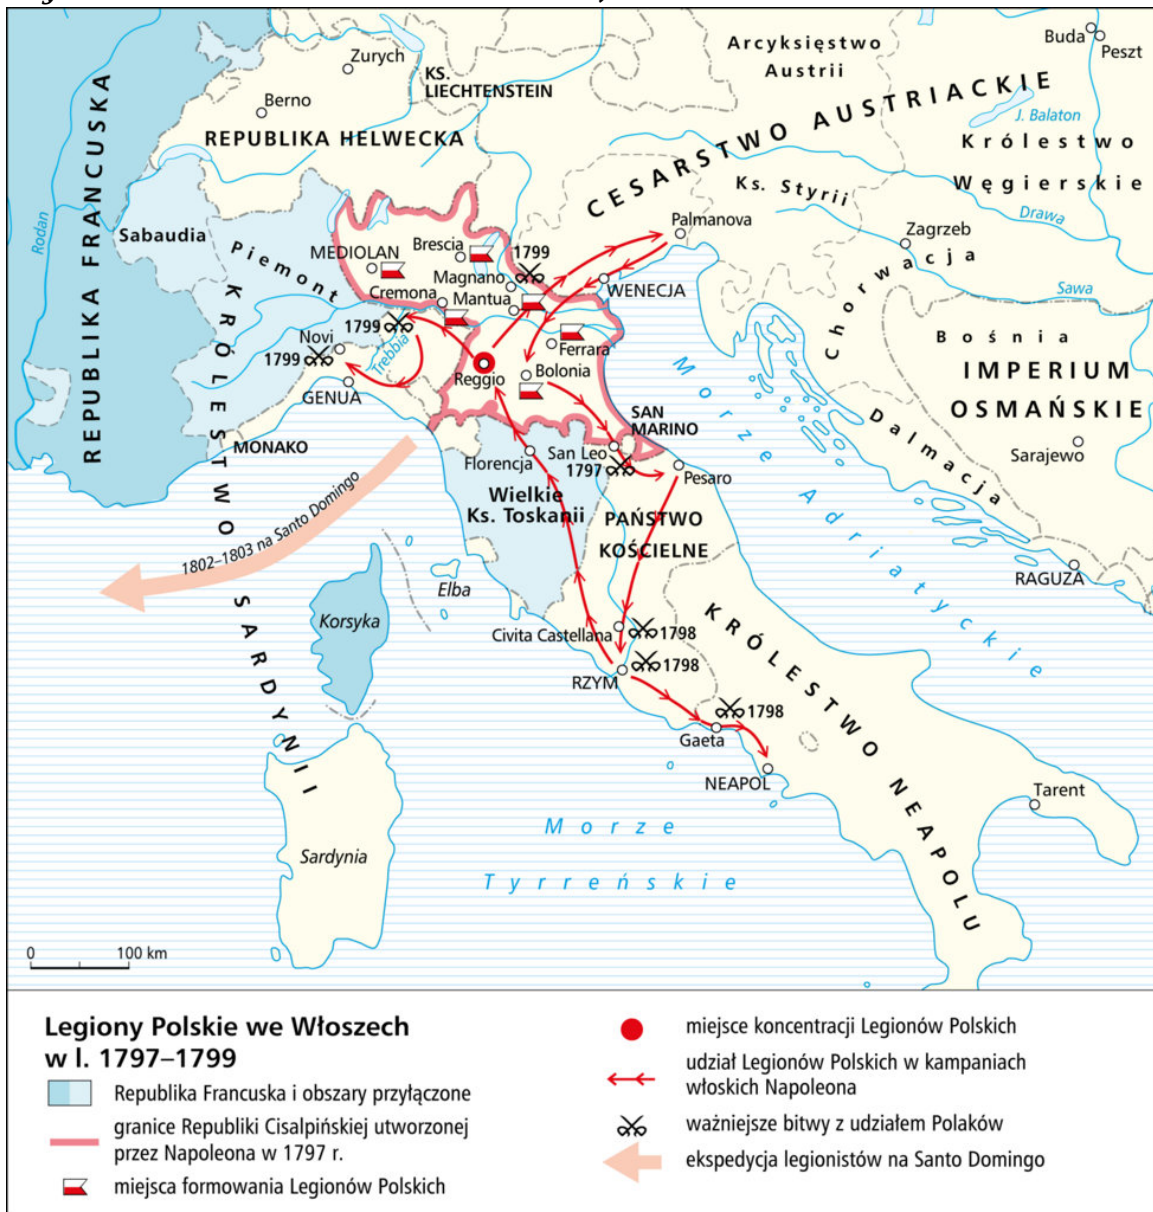 Buda
Peszt
Arcyksięstwo
Austrii
Zurych
KS.
LIECHTENSTEIN
Berno
REPUBLIKA HELWECKA
CESARSTWO AUSTRIACKIE
J. Balaton
Królestwo
Węgierskie
Ks. Styrii
Drawa
REPUBLIKA FRANCUSKA
Rodan
Sabaudia
Piemont
Palmanova
Zagrzeb
Chorwacja
Sawa
MEDIOLAN
Brescia
1799
Magnano
Cremona
Mantua
WENECJA
Bośnia
IMPERIUM
OSMAŃSKIE
Sarajewo
Dalmacja
Novi
1799
1799
Trebbia
Ferrara
Reggio
Bolonia
GENUA
MONAKO
KRÓLESTWO SARDYNII
SAN
MARINO
San Leo
1797
Florencja
Pesaro
Wielkie
Ks. Toskanii
PAŃSTWO
KOŚCIELNE
Morze Adriatyckie
RAGUZA
1802–1803 na Santo Domingo
Elba
Korsyka
Civita Castellana
1798
1798
RZYM
1798
Gaeta
NEAPOL
KRÓLESTWO NEAPOLU
Tarent
Morze
Tyrreńskie
Sardynia
0 100 km
Legiony Polskie we Włoszech
w l. 1797–1799
Republika Francuska i obszary przyłączone
granice Republiki Cisalpińskiej utworzonej
przez Napoleona w 1797 r.
miejsca formowania Legionów Polskich
miejsce koncentracji Legionów Polskich
udział Legionów Polskich w kampaniach
włoskich Napoleona
ważniejsze bitwy z udziałem Polaków
ekspedycja legionistów na Santo Domingo